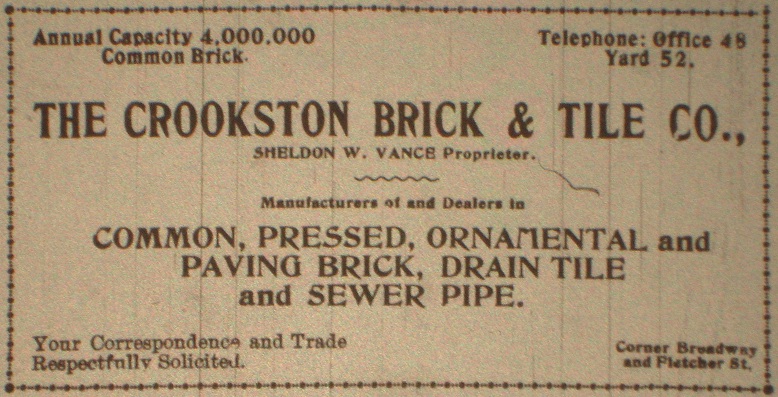 Annual Capacity 4,000,000
Common Brick.
Telephone: Office 48
Yard 52.
THE CROOKSTON BRICK & TILE CO.,
SHELDON W. VANCE Proprietor.
Manufacturers of and Dealers in
COMMON, PRESSED, ORNAMENTAL and
PAVING BRICK, DRAIN TILE
and SEWER PIPE.
Your Correspondence and Trade
Respectfully Solicited.
Corner Broadway
and Fletcher St.